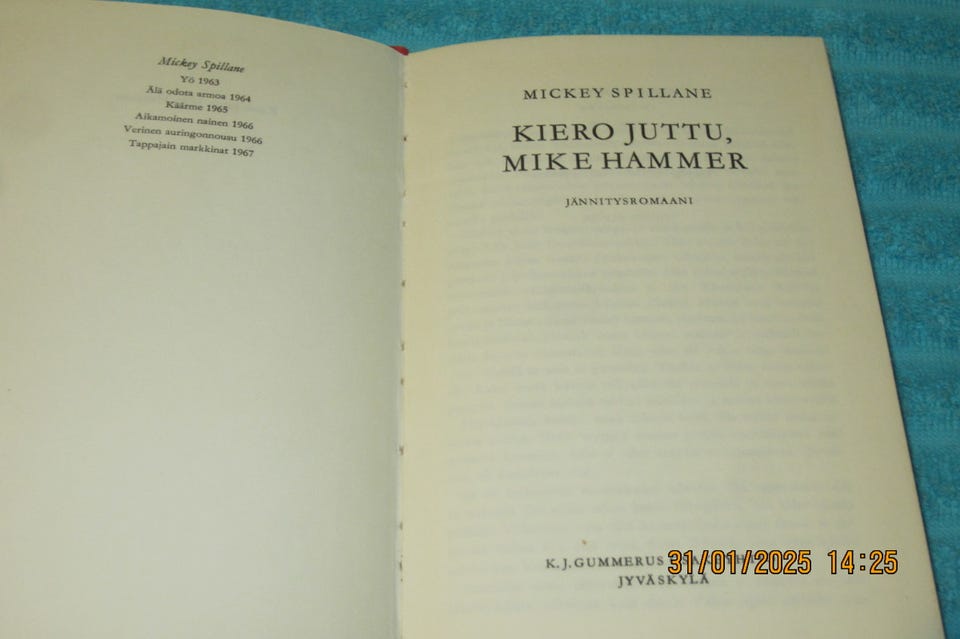 Mickey Spillane
Yö 1963
Älä odota armoa 1964
Käärme 1965
Aikamoinen nainen 1966
Verinen auringonnousu 1966
Tappajain markkinat 1967
MICKEY SPILLANE
KIERO JUTTU,
MIKE HAMMER
JÄNNITYSROMAANI
K. J. GUMMERUS
JYVÄSKYLÄ
31/01/2025 14:25